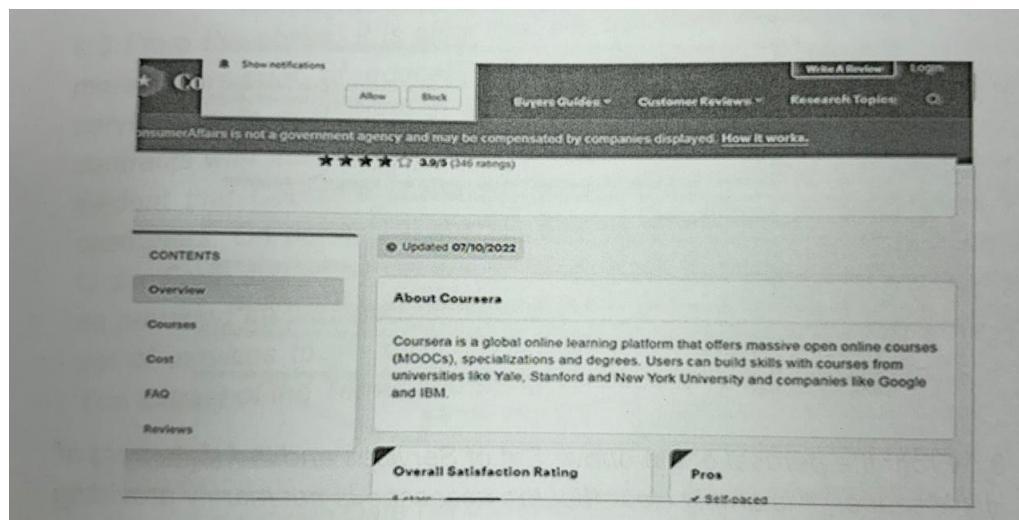 Show notifications
Allow Block
Co
Write A Review Login
Buyers Guides Customer Reviews Research Topics
onsumerAffairs is not a government agency and may be compensated by companies displayed. How it works.
3.9/5 (346 ratings)
CONTENTS
Overview
Courses
Cost
FAQ
Reviews
Updated 07/10/2022
About Coursera
Coursera is a global online learning platform that offers massive open online courses
(MOOCs), specializations and degrees. Users can build skills with courses from
universities like Yale, Stanford and New York University and companies like Google
and IBM.
Overall Satisfaction Rating
Pros
✔ Self-paced